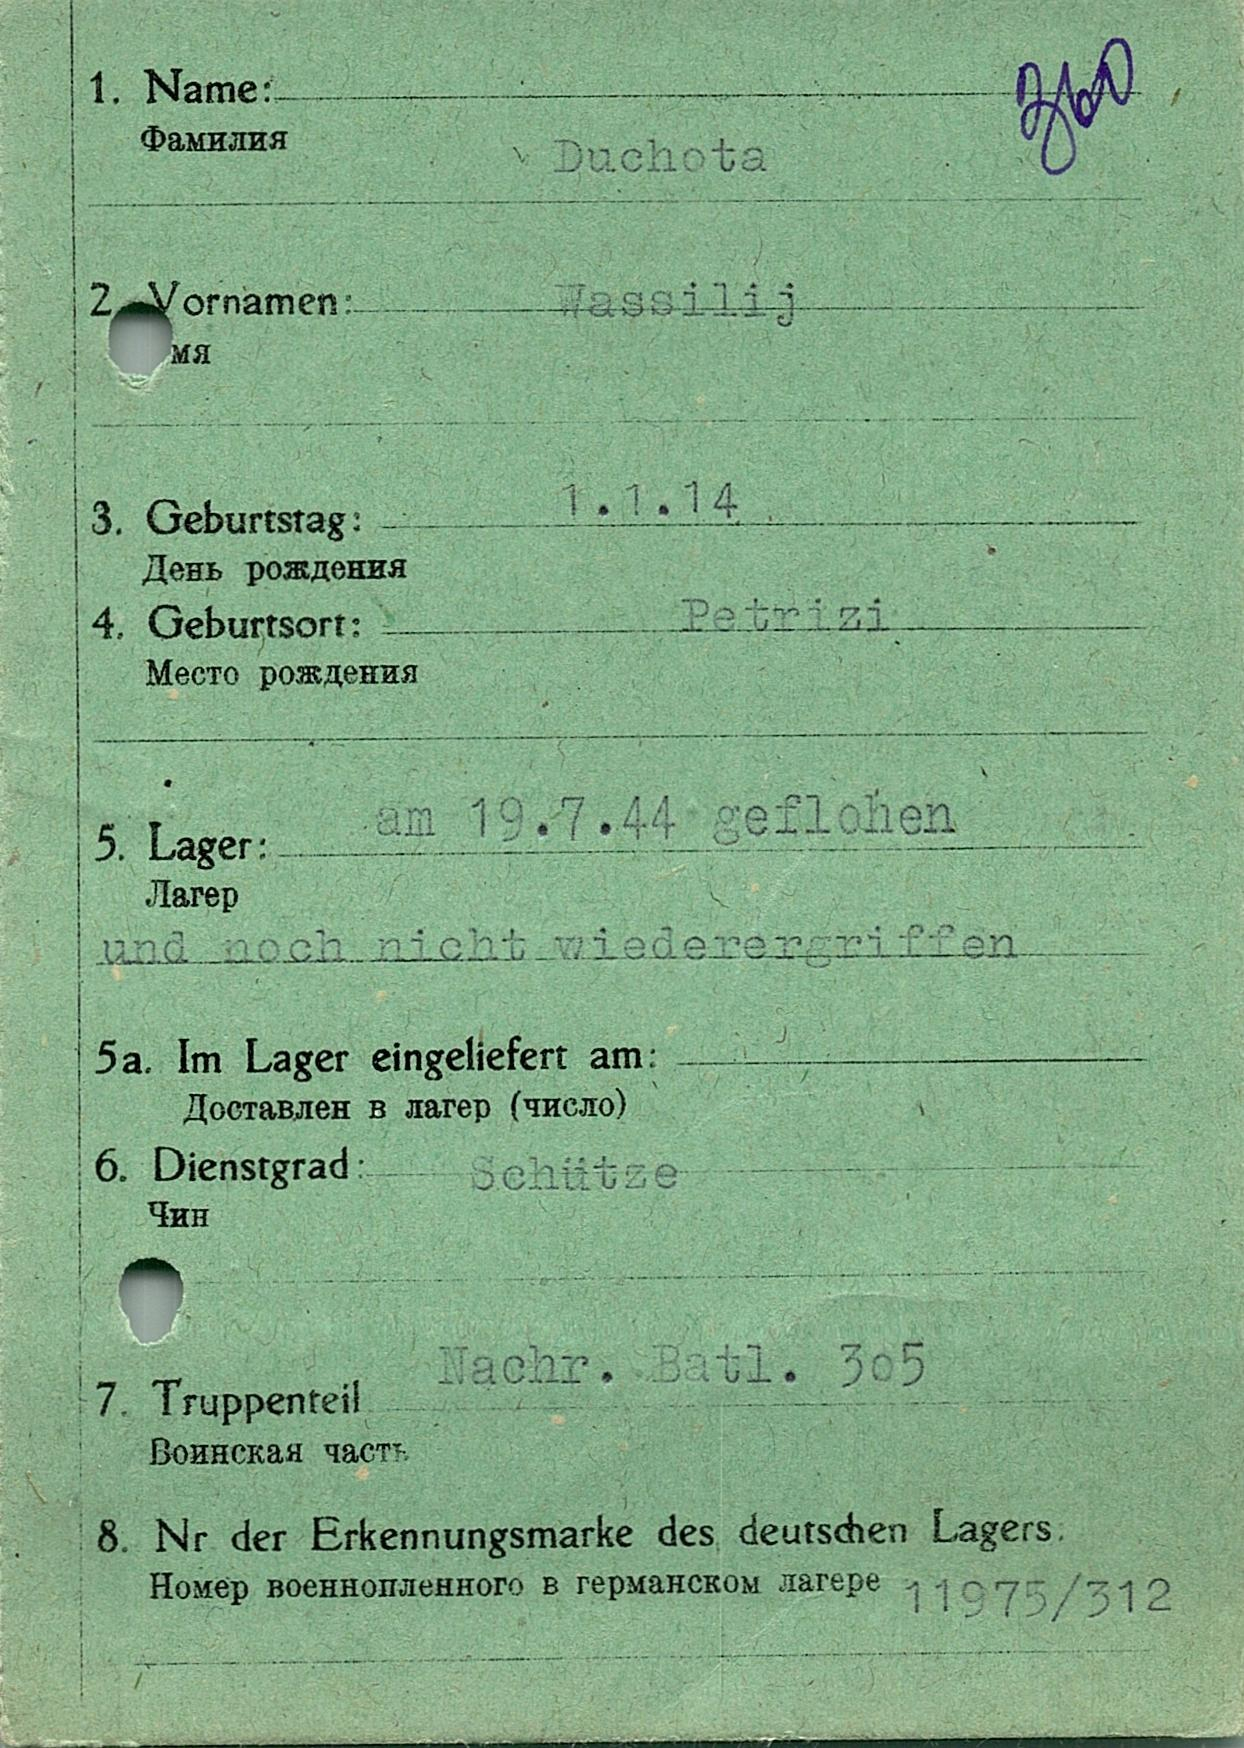 1. Name:
Фамилия
Duchota
2. Vornamen: Wassilij
мя
3. Geburtstag: 1.1.14
День рождения
4. Geburtsort: Petrizi
Место рождения
5. Lager: am 19.7.44 geflohen
Лагер
und noch nicht wiederergriffen
5a. Im Lager eingeliefert am:
Доставлен в лагер (число)
6. Dienstgrad: Schütze
Чин
7. Truppenteil Nachr. Batl. 3o5
Воинская часть
8. Nr der Erkennungsmarke des deutschen Lagers:
Номер военнопленного в германском лагере 11975/312